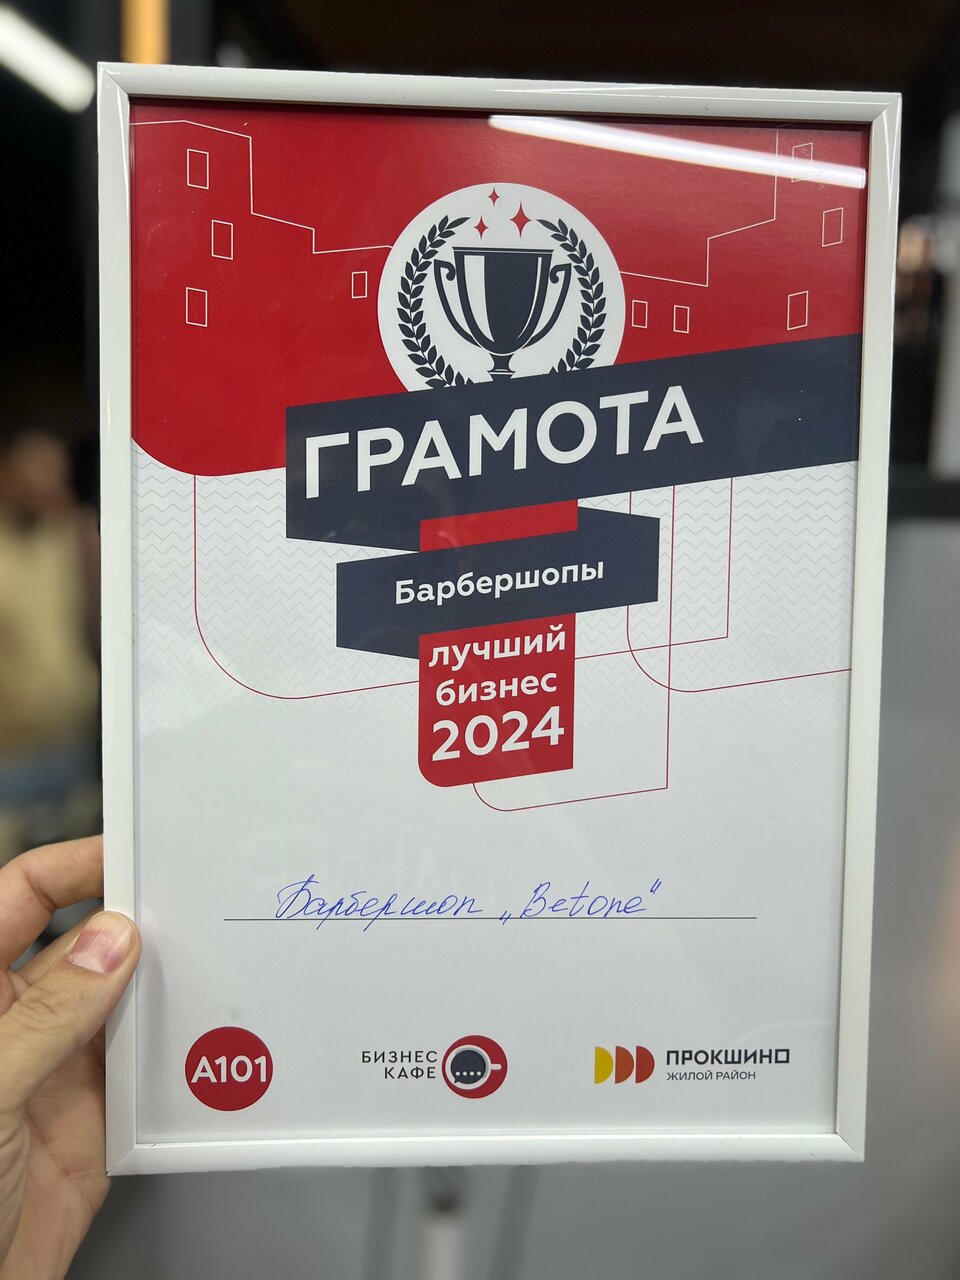 ГРАМОТА
Барбершопы
лучший
бизнес
2024
Барбершоп „Betone"
А101
БИЗНЕС
КАФЕ
ПРОКШИНО
ЖИЛОЙ РАЙОН